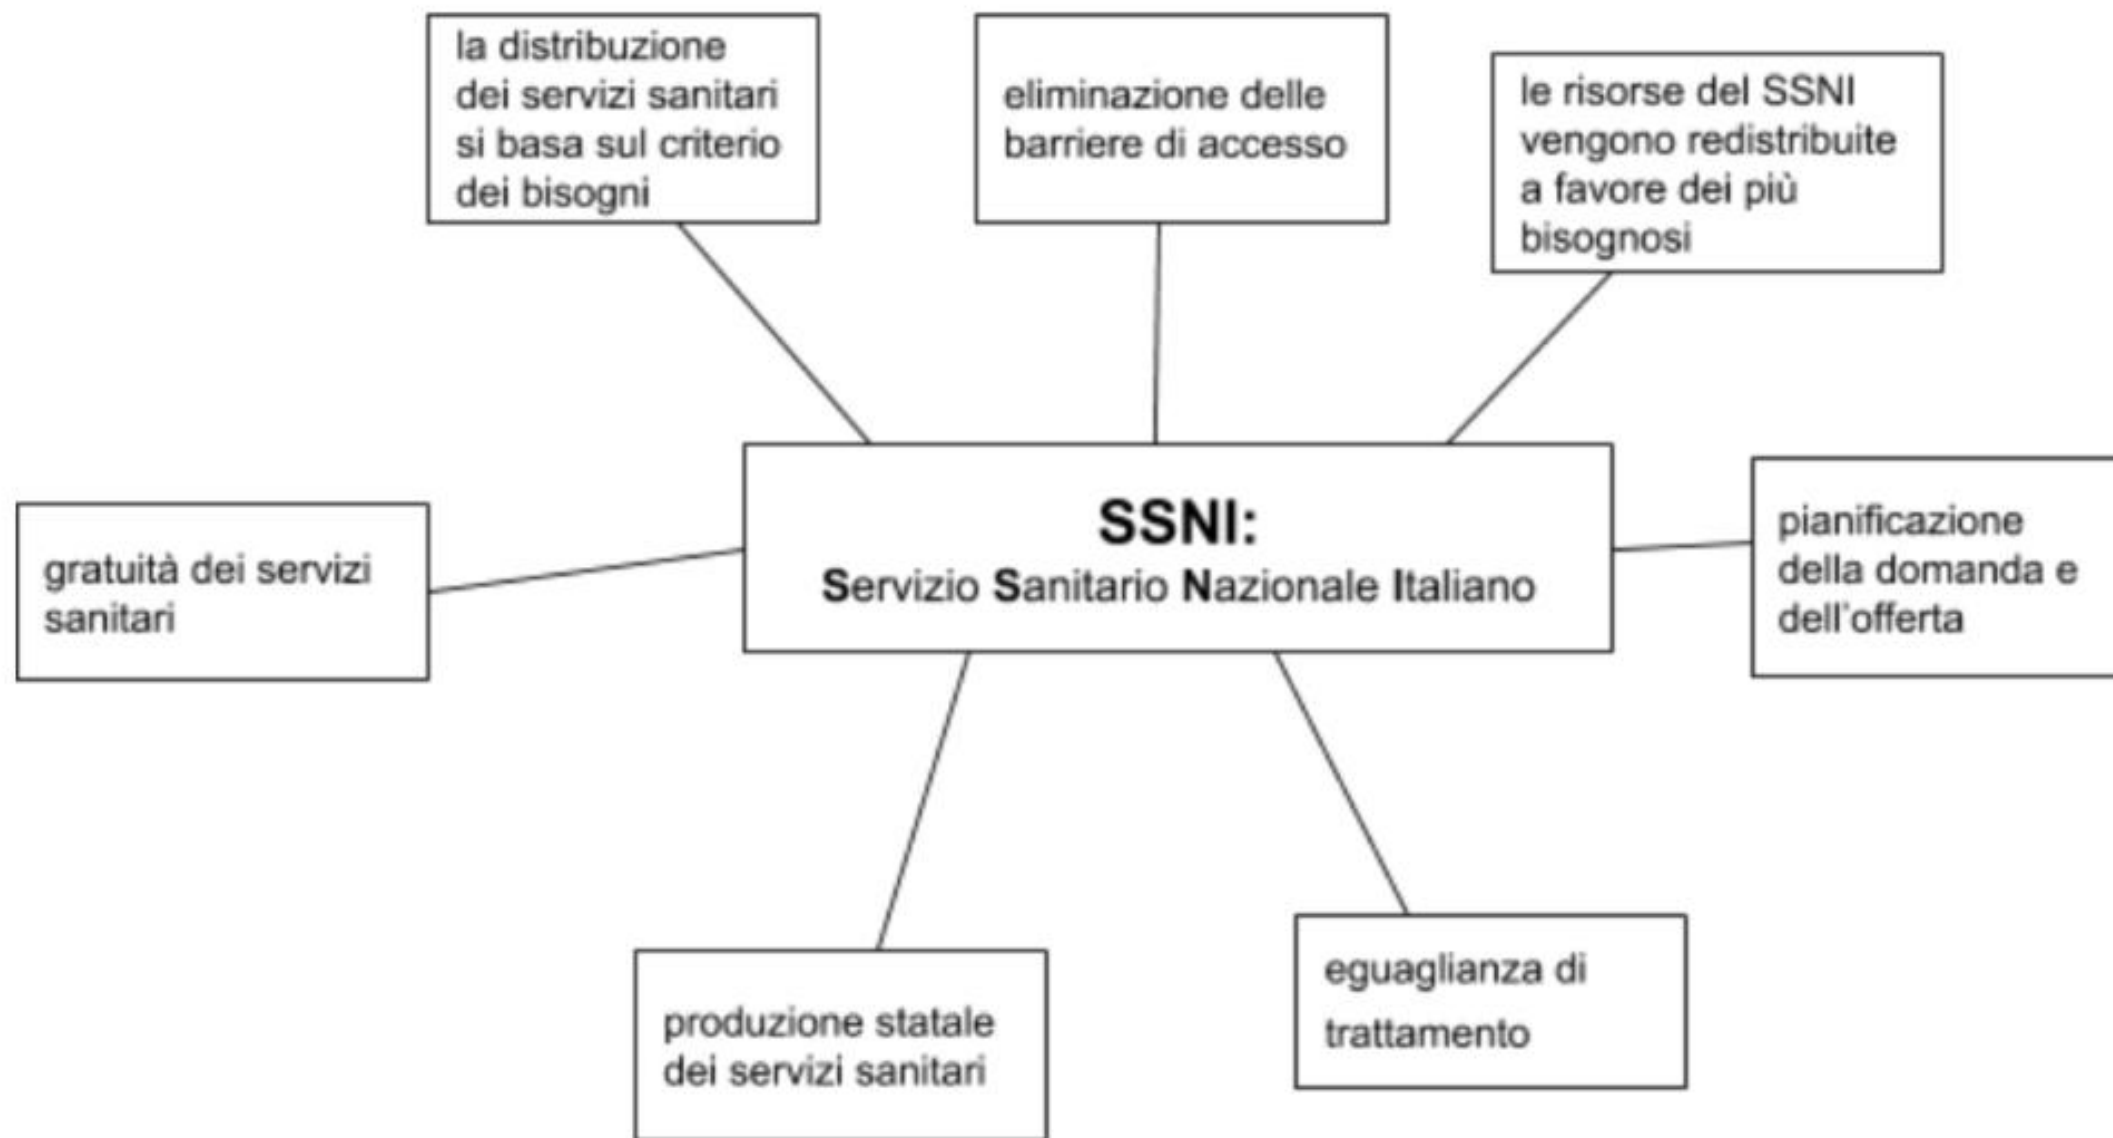 la distribuzione
dei servizi sanitari
si basa sul criterio
dei bisogni
eliminazione delle
barriere di accesso
le risorse del SSNI
vengono redistribuite
a favore dei più
bisognosi
gratuità dei servizi
sanitari
SSNI:
Servizio Sanitario Nazionale Italiano
pianificazione
della domanda e
dell'offerta
produzione statale
dei servizi sanitari
eguaglianza di
trattamento